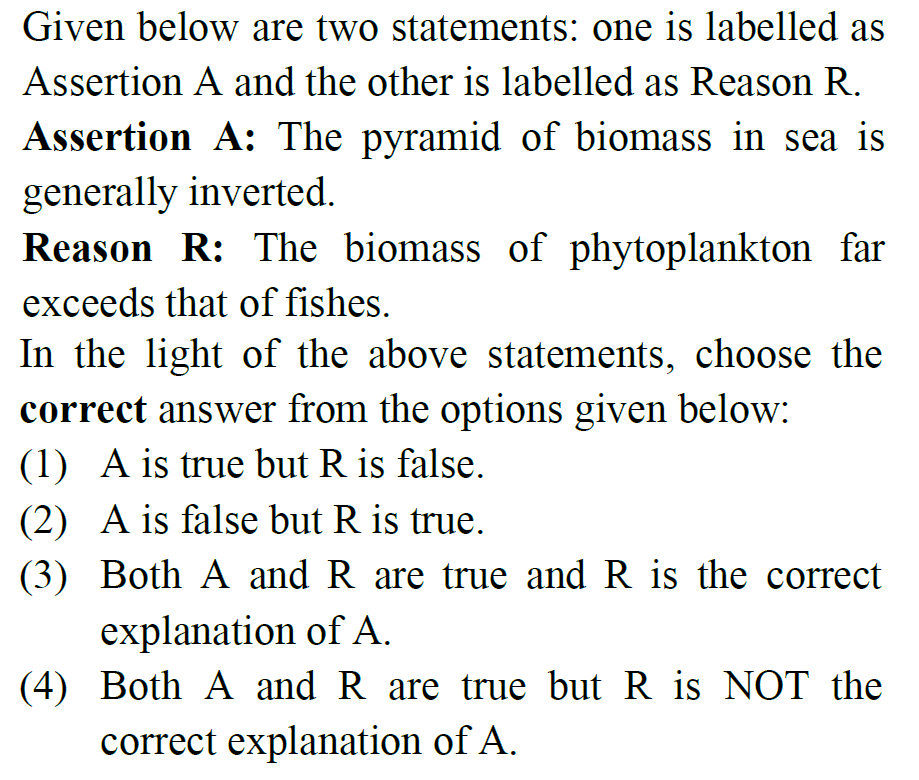 Given below are two statements: one is labelled as
Assertion A and the other is labelled as Reason R.
Assertion A: The pyramid of biomass in sea is
generally inverted.
Reason R: The biomass of phytoplankton far
exceeds that of fishes.
In the light of the above statements, choose the
correct answer from the options given below:
(1) A is true but R is false.
(2) A is false but R is true.
(3) Both A and R are true and R is the correct
explanation of A.
(4) Both A and R are true but R is NOT the
correct explanation of A.